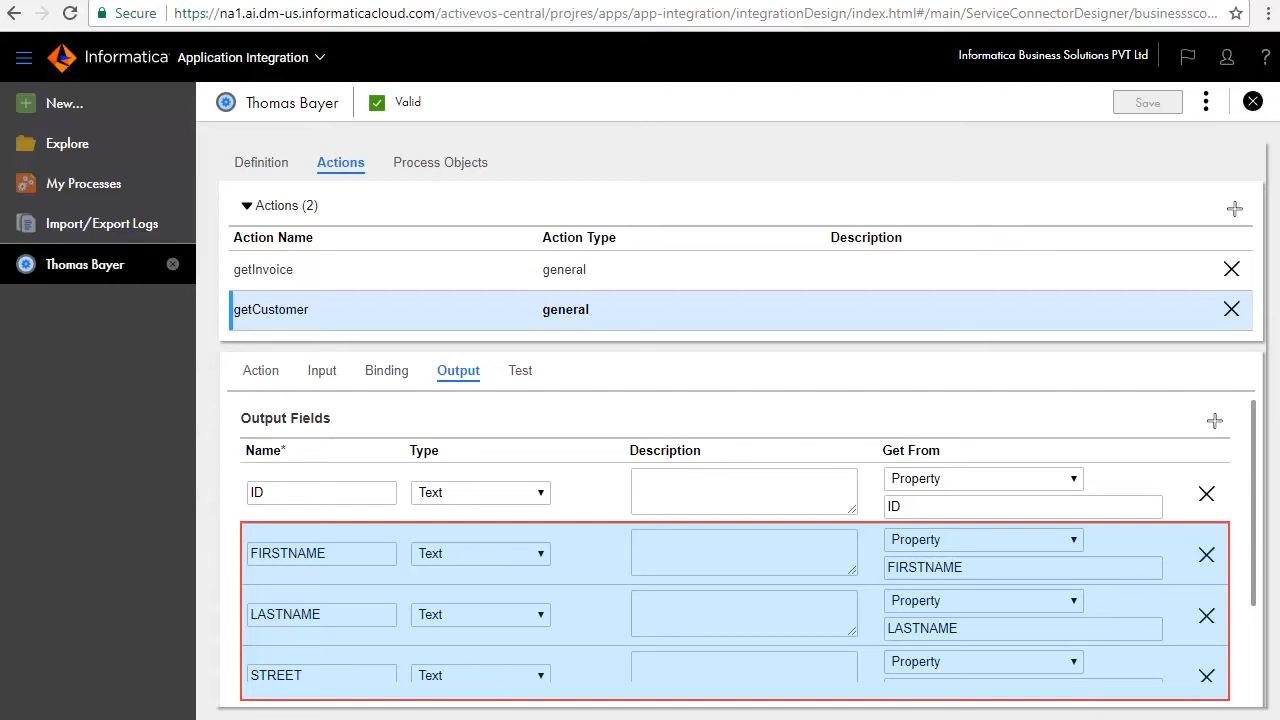 Secure https://na1.ai.dm-us.informaticacloud.com/activevos-central/projres/apps/app-integration/integrationDesign/index.html#/main/ServiceConnectorDesigner/businesssco...
Informatica Application Integration
Informatica Business Solutions PVT Ltd
?
New...
Explore
My Processes
Import/Export Logs
Thomas Bayer
Thomas Bayer Valid Save
Definition Actions Process Objects
Actions (2)
Action Name Action Type Description
getInvoice general
getCustomer general
Action Input Binding Output Test
Output Fields
Name* Type Description Get From
ID Text Property
ID
FIRSTNAME Text Property
FIRSTNAME
LASTNAME Text Property
LASTNAME
STREET Text Property